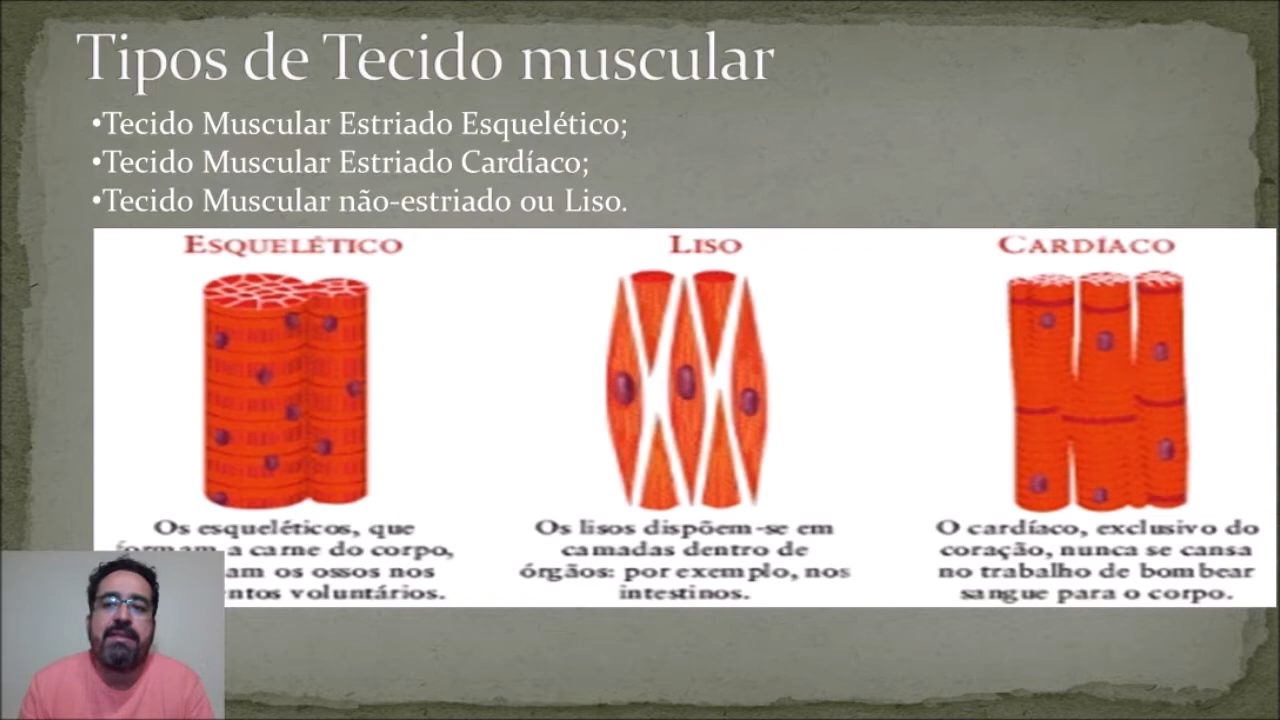 Tipos de Tecido muscular
•Tecido Muscular Estriado Esquelético;
•Tecido Muscular Estriado Cardíaco;
•Tecido Muscular não-estriado ou Liso.
ESQUELÉTICO
Os esqueléticos, que
formam a carne do corpo,
am os ossos nos
ntos voluntários.
LISO
Os lisos dispõem-se em
camadas dentro de
órgãos: por exemplo, nos
intestinos.
CARDÍACO
O cardíaco, exclusivo do
coração, nunca se cansa
no trabalho de bombear
sangue para o corpo.